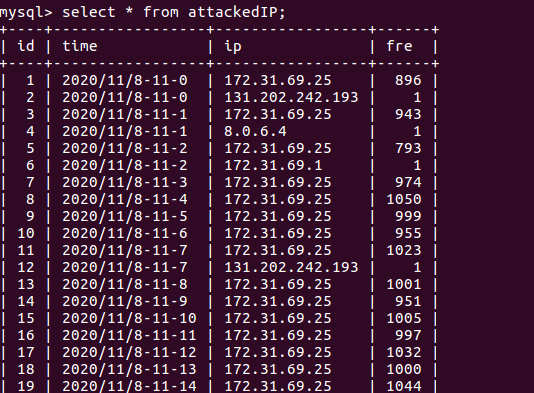 mysql> select * from attackedIP;
+----+-----------------+-----------------+------+
| id | time            | ip              | fre  |
+----+-----------------+-----------------+------+
|  1 | 2020/11/8-11-0  | 172.31.69.25    |  896 |
|  2 | 2020/11/8-11-0  | 131.202.242.193 |    1 |
|  3 | 2020/11/8-11-1  | 172.31.69.25    |  943 |
|  4 | 2020/11/8-11-1  | 8.0.6.4         |    1 |
|  5 | 2020/11/8-11-2  | 172.31.69.25    |  793 |
|  6 | 2020/11/8-11-2  | 172.31.69.1     |    1 |
|  7 | 2020/11/8-11-3  | 172.31.69.25    |  974 |
|  8 | 2020/11/8-11-4  | 172.31.69.25    | 1050 |
|  9 | 2020/11/8-11-5  | 172.31.69.25    |  999 |
| 10 | 2020/11/8-11-6  | 172.31.69.25    |  955 |
| 11 | 2020/11/8-11-7  | 172.31.69.25    | 1023 |
| 12 | 2020/11/8-11-7  | 131.202.242.193 |    1 |
| 13 | 2020/11/8-11-8  | 172.31.69.25    | 1001 |
| 14 | 2020/11/8-11-9  | 172.31.69.25    |  951 |
| 15 | 2020/11/8-11-10 | 172.31.69.25    | 1005 |
| 16 | 2020/11/8-11-11 | 172.31.69.25    |  997 |
| 17 | 2020/11/8-11-12 | 172.31.69.25    | 1032 |
| 18 | 2020/11/8-11-13 | 172.31.69.25    | 1000 |
| 19 | 2020/11/8-11-14 | 172.31.69.25    | 1044 |